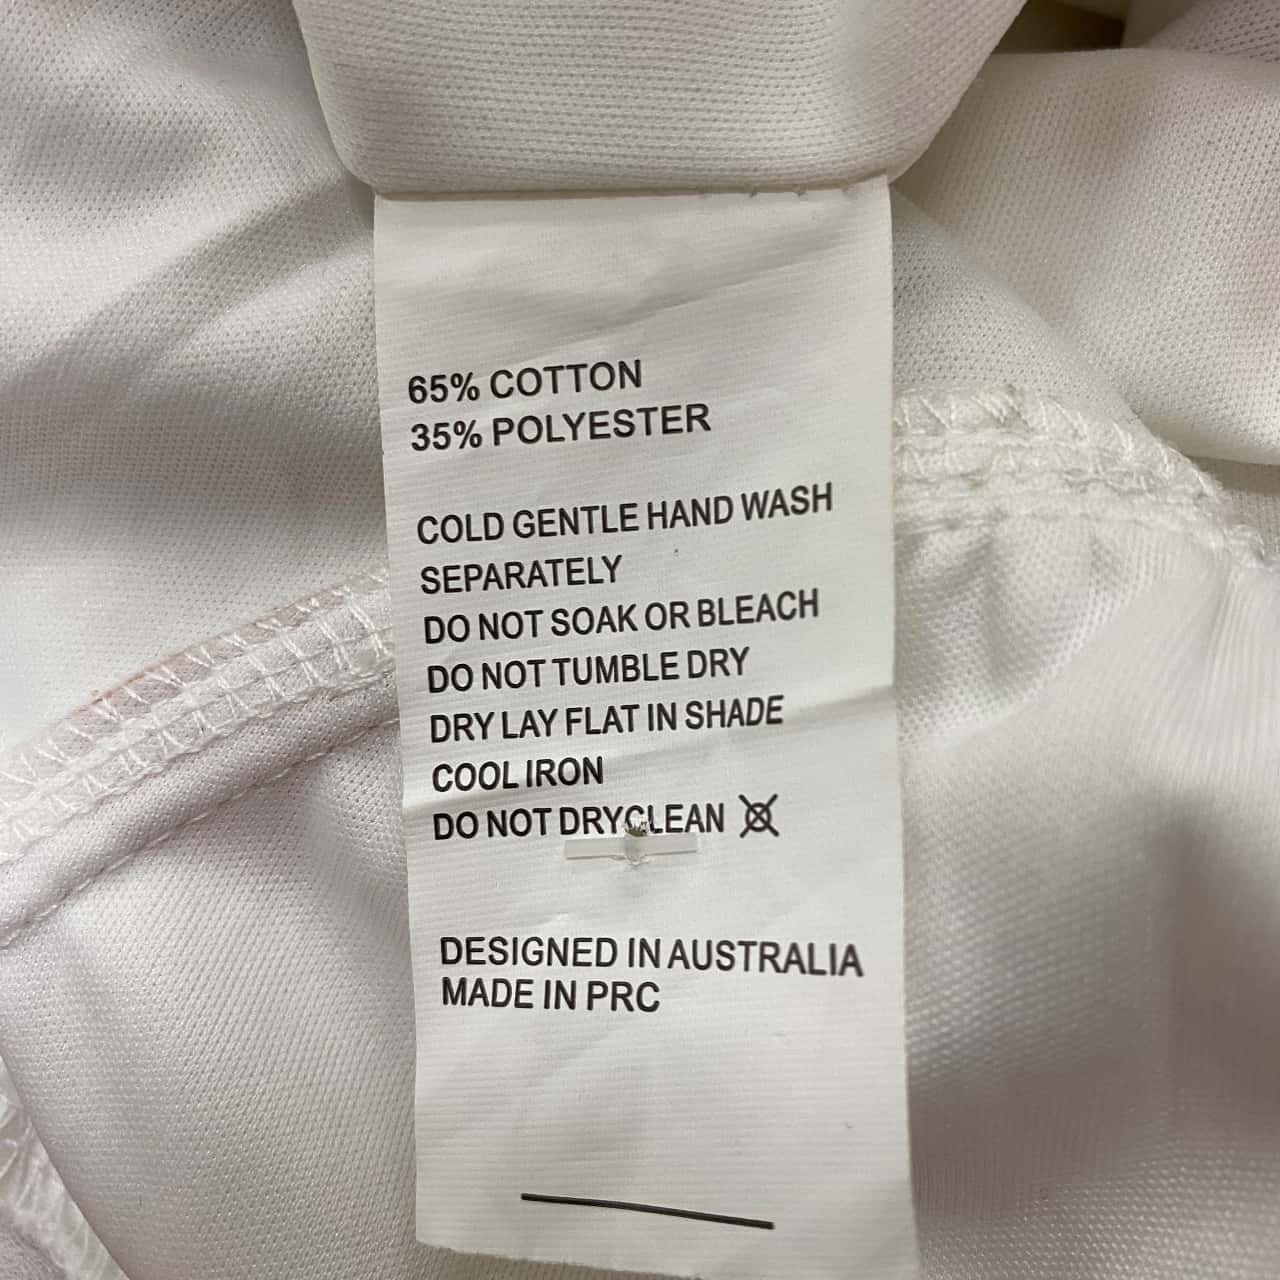 65% COTTON
35% POLYESTER
COLD GENTLE HAND WASH
SEPARATELY
DO NOT SOAK OR BLEACH
DO NOT TUMBLE DRY
DRY LAY FLAT IN SHADE
COOL IRON
DO NOT DRYCLEAN
DESIGNED IN AUSTRALIA
MADE IN PRC